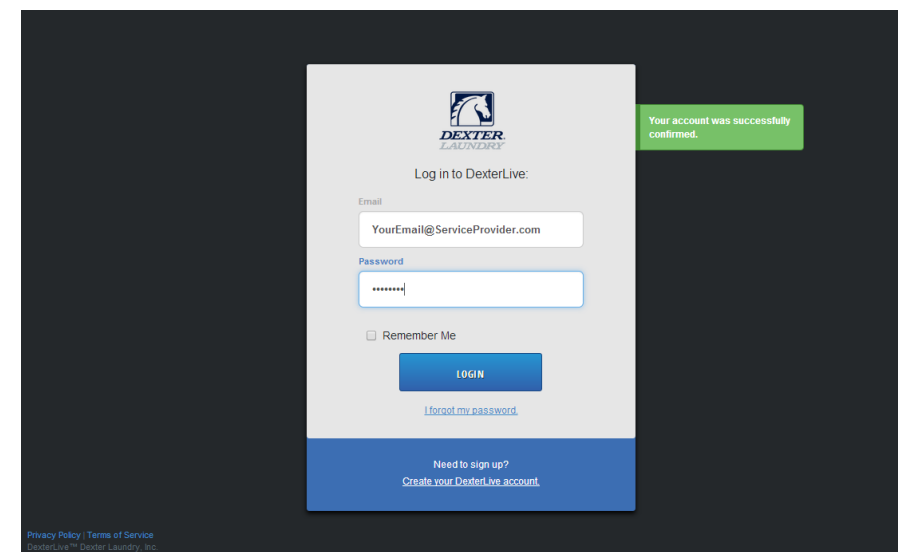 DEXTER
LAUNDRY
Your account was successfully
confirmed.
Log in to DexterLive:
Email
YourEmail@ServiceProvider.com
Password
••••••••
Remember Me
LOGIN
I forgot my password.
Need to sign up?
Create your DexterLive account.
Privacy Policy | Terms of Service
DexterLive™ Dexter Laundry, Inc.